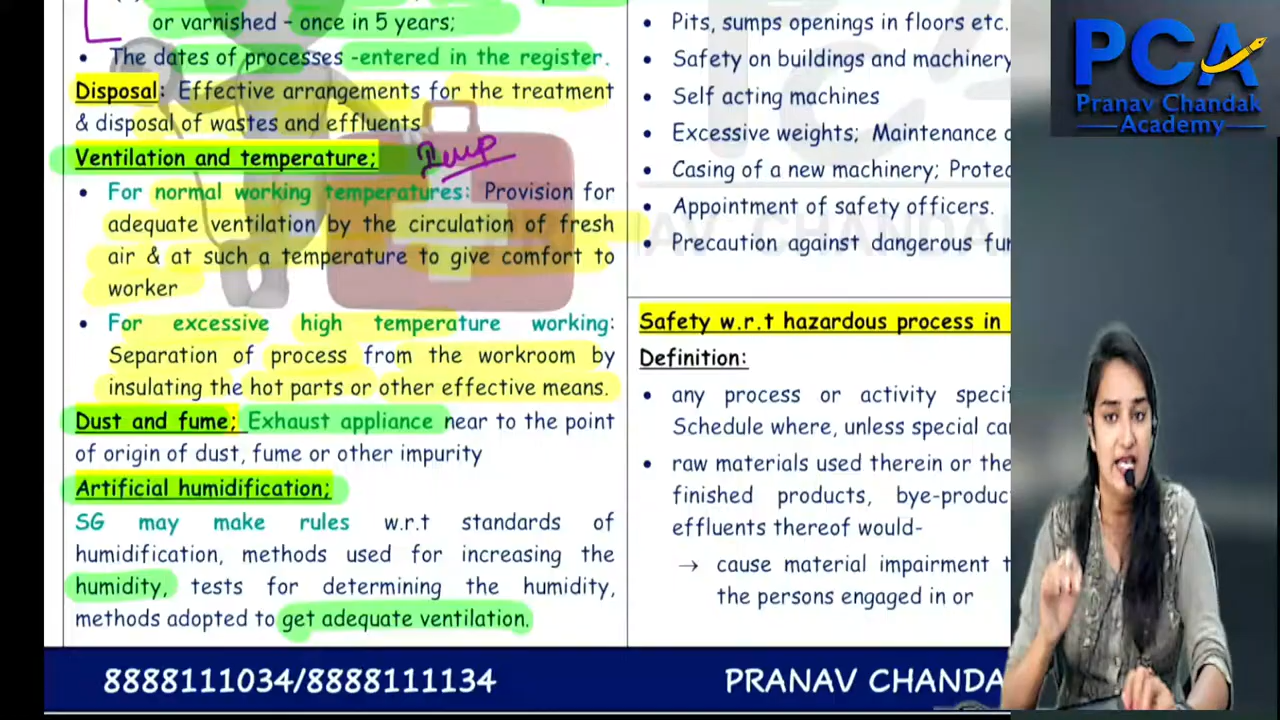 or varnished - once in 5 years;
• The dates of processes -entered in the register.
Disposal: Effective arrangements for the treatment
& disposal of wastes and effluents
Ventilation and temperature; Imp
• For normal working temperatures: Provision for
adequate ventilation by the circulation of fresh
air & at such a temperature to give comfort to
worker
• For excessive high temperature working:
Separation of process from the workroom by
insulating the hot parts or other effective means.
Dust and fume; Exhaust appliance near to the point
of origin of dust, fume or other impurity
Artificial humidification;
SG may make rules w.r.t standards of
humidification, methods used for increasing the
humidity, tests for determining the humidity,
methods adopted to get adequate ventilation.
• Pits, sumps openings in floors etc.
• Safety on buildings and machinery
• Self acting machines
• Excessive weights; Maintenance
• Casing of a new machinery;
• Appointment of safety officers.
• Precaution against dangerous
Safety w.r.t hazardous process in
Definition:
• any process or activity
Schedule where, unless special
• raw materials used therein or
finished products,
effluents thereof would-
→ cause material impairment
the persons engaged in or
8888111034/8888111134
PRANAV
PCA
Pranav Chandak
Academy